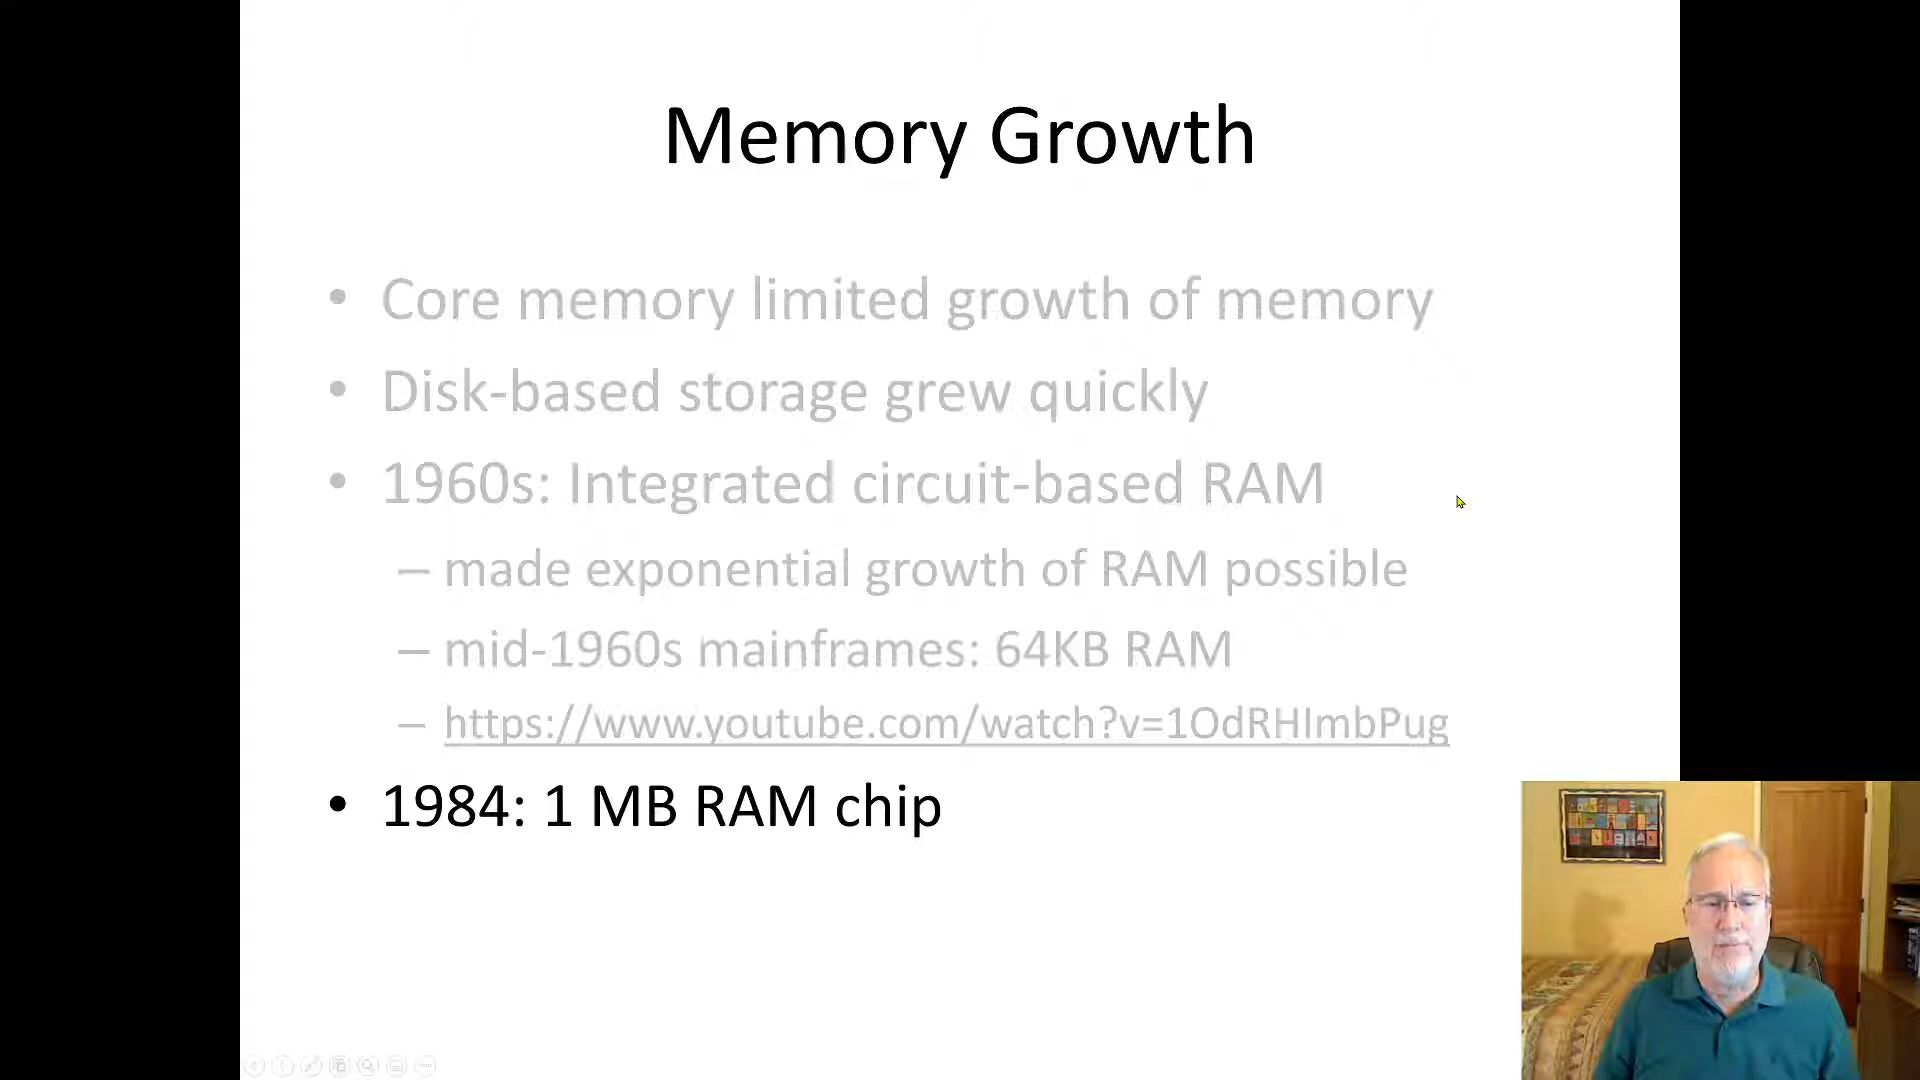 Memory Growth
• Core memory limited growth of memory
• Disk-based storage grew quickly
• 1960s: Integrated circuit-based RAM
– made exponential growth of RAM possible
– mid-1960s mainframes: 64KB RAM
– https://www.youtube.com/watch?v=1OdRHImbPug
• 1984: 1 MB RAM chip